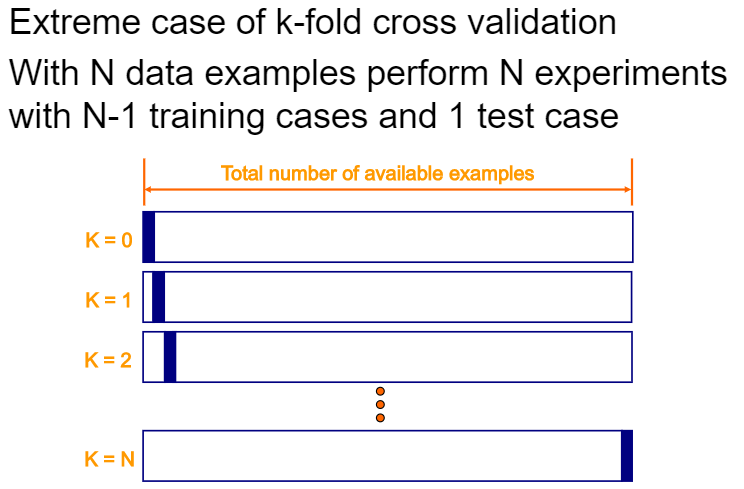 Extreme case of k-fold cross validation
With N data examples perform N experiments
with N-1 training cases and 1 test case
Total number of available examples
K = 0
K = 1
K = 2
K = N